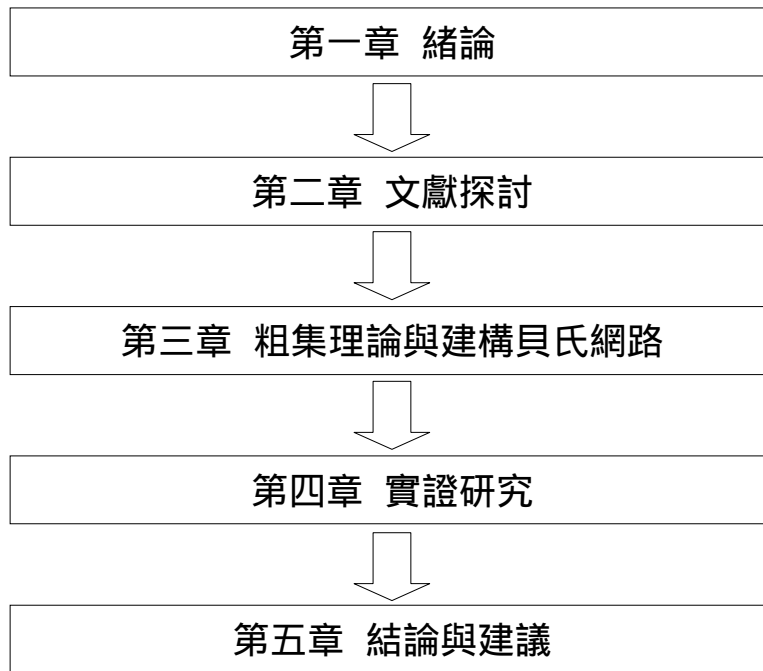 第一章 緒論
第二章 文獻探討
第三章 粗集理論與建構貝氏網路
第四章 實證研究
第五章 結論與建議